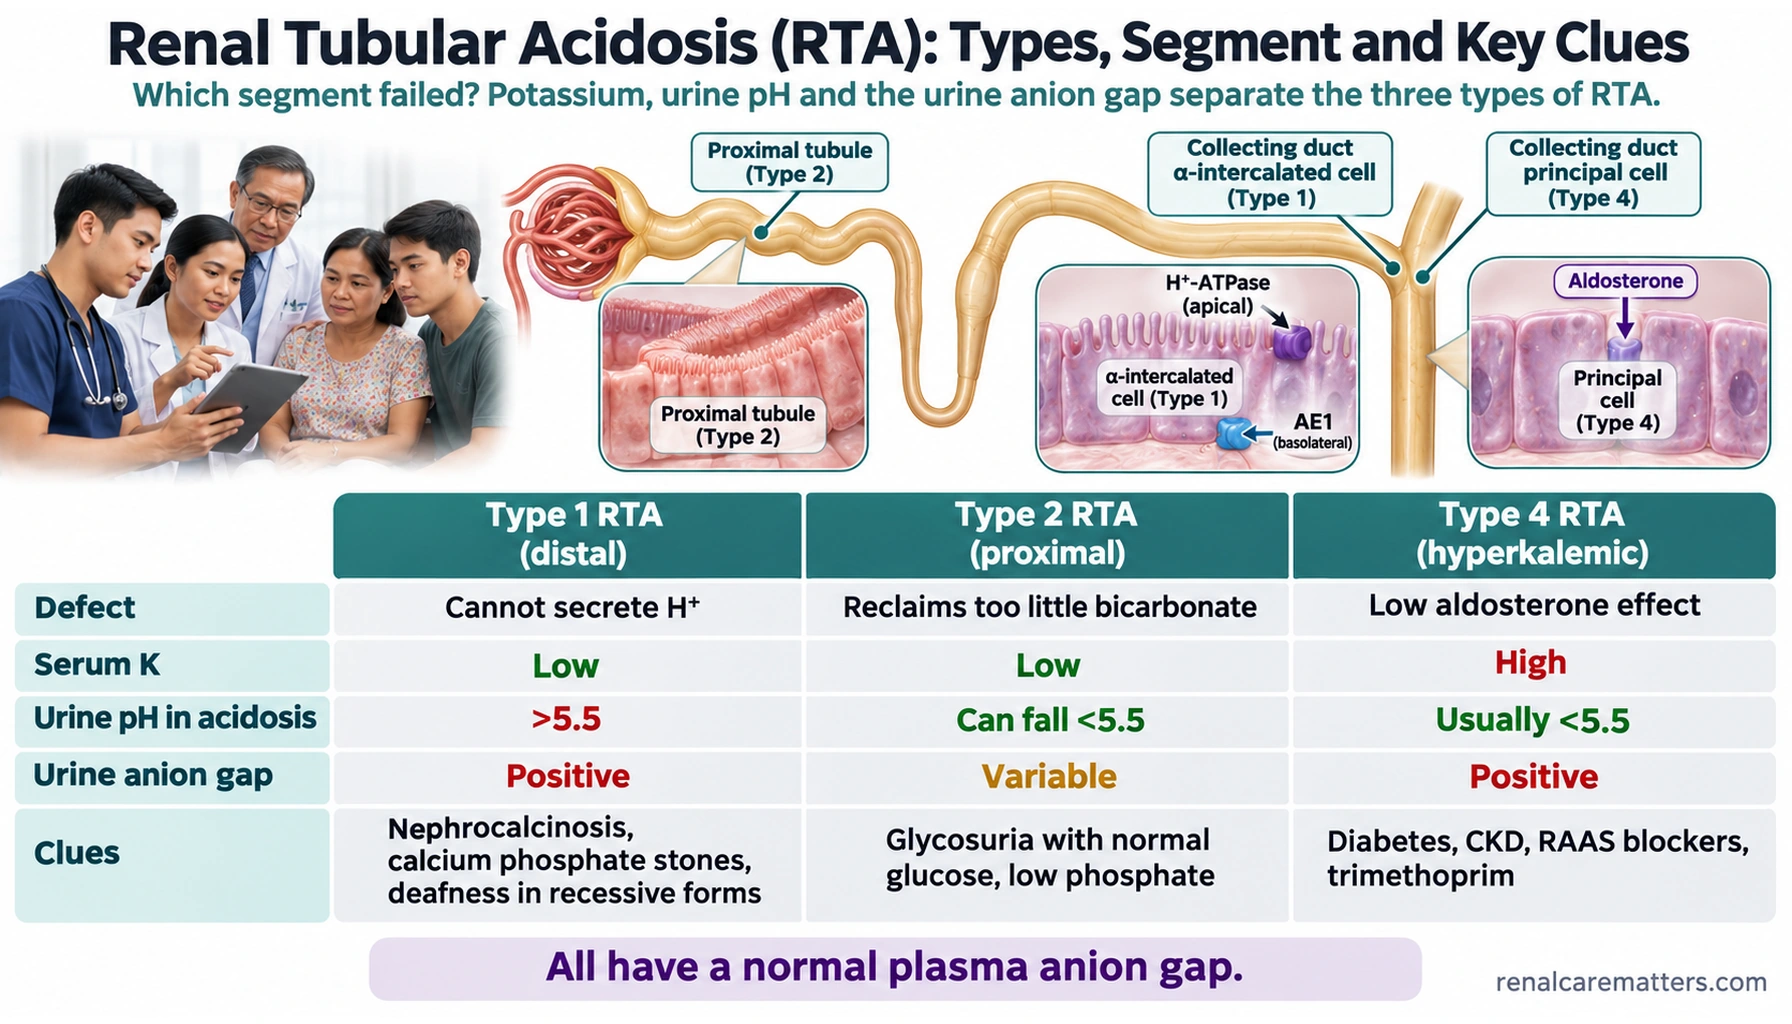 Renal Tubular Acidosis (RTA): Types, Segment and Key Clues
Which segment failed? Potassium, urine pH and the urine anion gap separate the three types of RTA.
Proximal tubule
(Type 2)
Collecting duct
α-intercalated cell
(Type 1)
Collecting duct
principal cell
(Type 4)
Proximal tubule
(Type 2)
H⁺-ATPase
(apical)
α-intercalated
cell (Type 1)
AE1
(basolateral)
Aldosterone
Principal
cell
(Type 4)
Type 1 RTA
(distal)
Type 2 RTA
(proximal)
Type 4 RTA
(hyperkalemic)
Defect
Cannot secrete H⁺
Reclaims too little bicarbonate
Low aldosterone effect
Serum K
Low
Low
High
Urine pH in acidosis
>5.5
Can fall <5.5
Usually <5.5
Urine anion gap
Positive
Variable
Positive
Clues
Nephrocalcinosis,
calcium phosphate stones,
deafness in recessive forms
Glycosuria with normal
glucose, low phosphate
Diabetes, CKD, RAAS blockers,
trimethoprim
All have a normal plasma anion gap.
renalcarematters.com